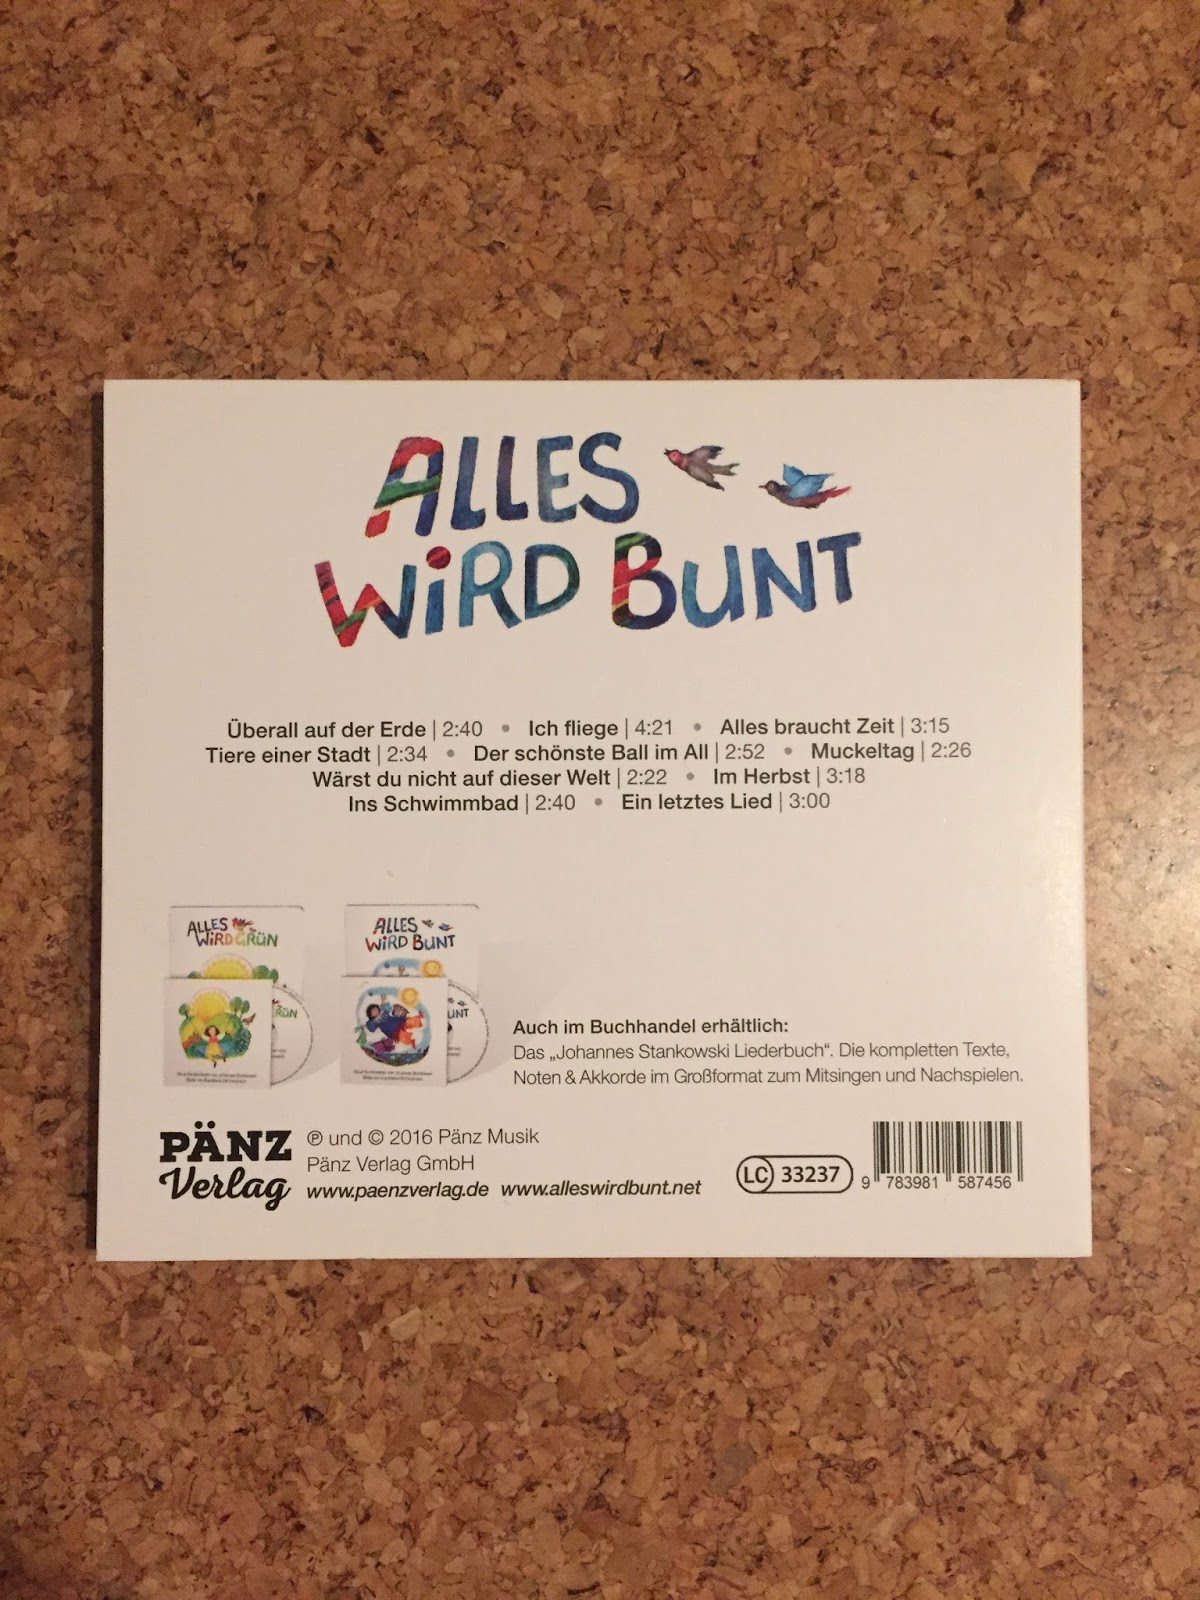 ALLES
WiRD BUNT
Überall auf der Erde | 2:40 • Ich fliege | 4:21 • Alles braucht Zeit | 3:15
Tiere einer Stadt | 2:34 • Der schönste Ball im All | 2:52 • Muckeltag | 2:26
Wärst du nicht auf dieser Welt | 2:22 • Im Herbst | 3:18
Ins Schwimmbad | 2:40 • Ein letztes Lied | 3:00
ALLES
WiRD GRÜN
RÜN
ALLES
WiRD BUNT
UNT
Auch im Buchhandel erhältlich:
Das „Johannes Stankowski Liederbuch“. Die kompletten Texte,
Noten & Akkorde im Großformat zum Mitsingen und Nachspielen.
PÄNZ
Verlag
℗ und © 2016 Pänz Musik
Pänz Verlag GmbH
www.paenzverlag.de www.alleswirdbunt.net
LC 33237
9 783981 587456